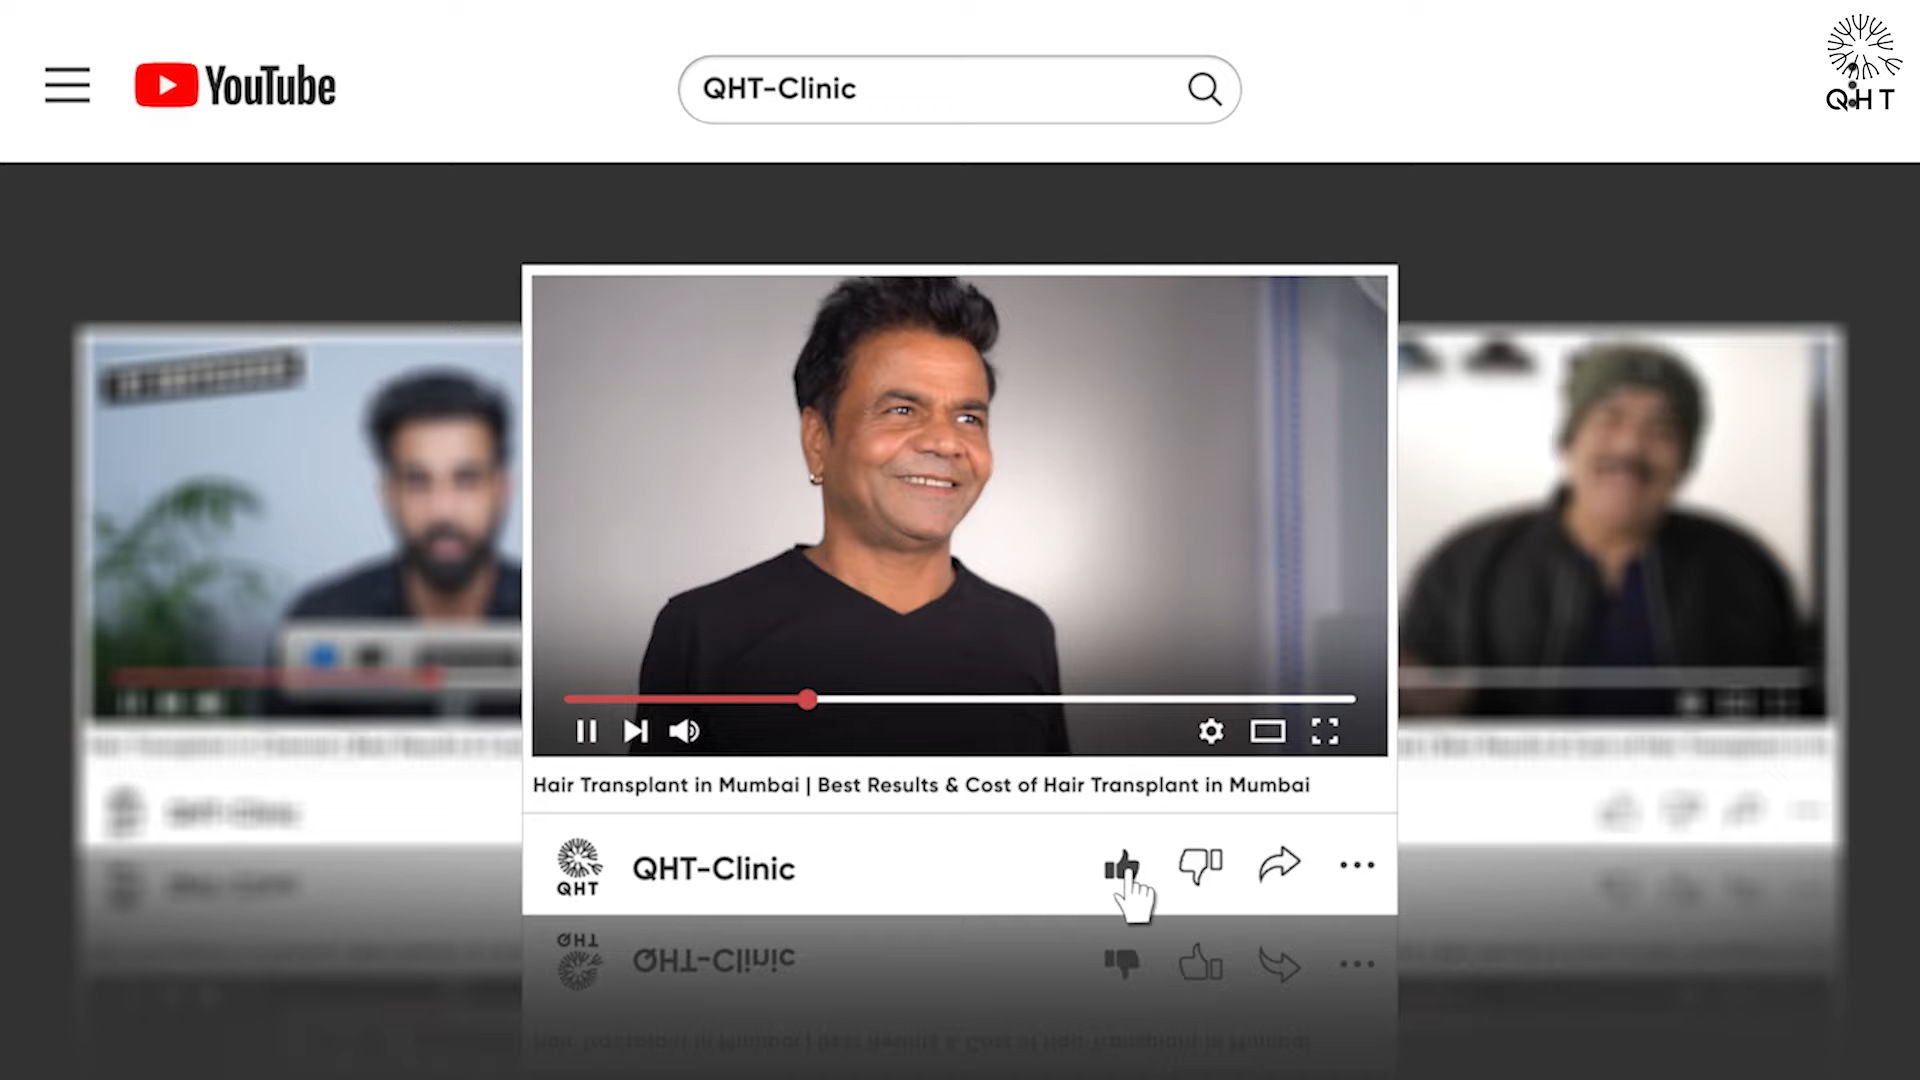 YouTube
QHT-Clinic
QHT
Hair Transplant in Mumbai | Best Results & Cost of Hair Transplant in Mumbai
QHT
QHT-Clinic